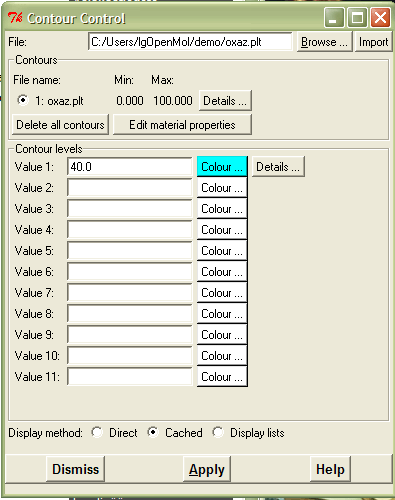 Contour Control
File: C:/Users/lgOpenMol/demo/oxaz.plt Browse ... Import
Contours
File name: Min: Max:
1: oxaz.plt 0.000 100.000 Details ...
Delete all contours Edit material properties
Contour levels
Value 1: 40.0 Colour ... Details ...
Value 2: Colour ...
Value 3: Colour ...
Value 4: Colour ...
Value 5: Colour ...
Value 6: Colour ...
Value 7: Colour ...
Value 8: Colour ...
Value 9: Colour ...
Value 10: Colour ...
Value 11: Colour ...
Display method: Direct Cached Display lists
Dismiss Apply Help